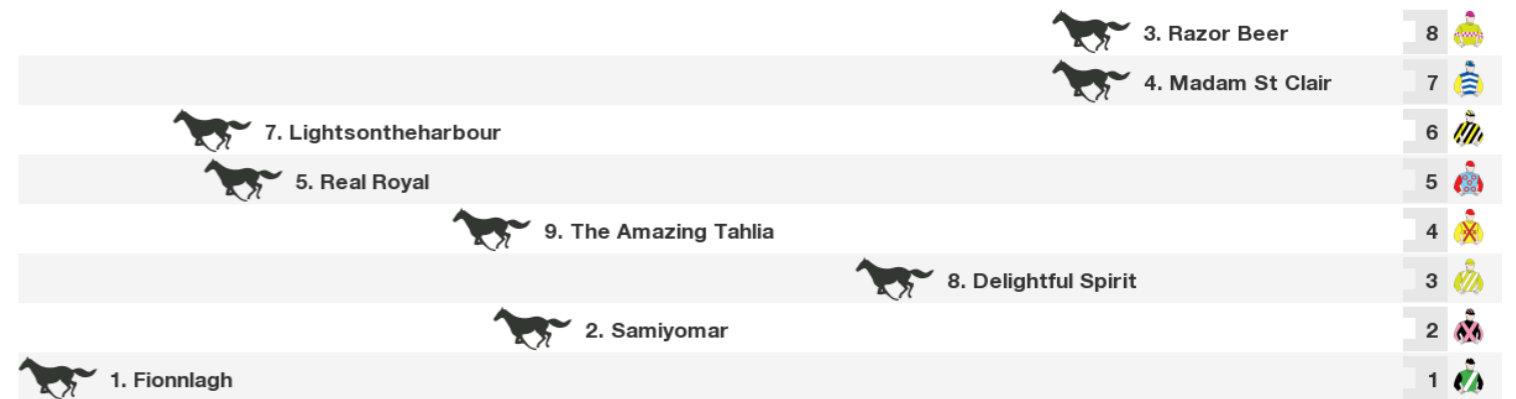 3. Razor Beer 8
4. Madam St Clair 7
7. Lightsontheharbour 6
5. Real Royal 5
9. The Amazing Tahlia 4
8. Delightful Spirit 3
2. Samiyomar 2
1. Fionnlagh 1